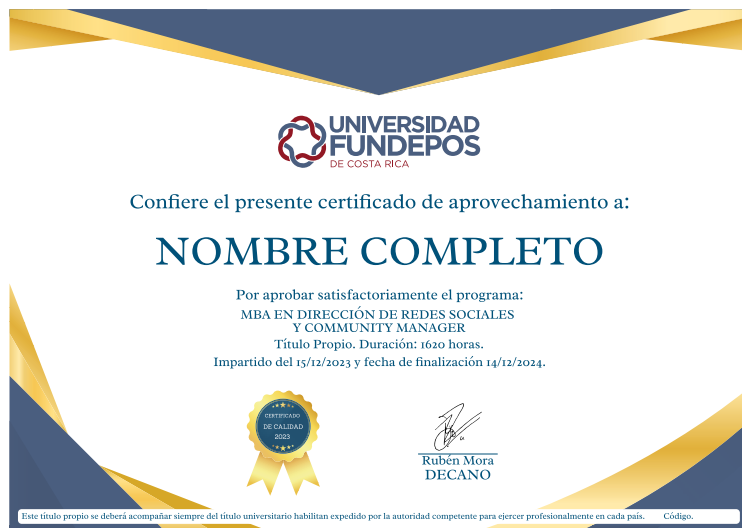 UNIVERSIDAD
FUNDEPOS
DE COSTA RICA
Confiere el presente certificado de aprovechamiento a:
NOMBRE COMPLETO
Por aprobar satisfactoriamente el programa:
MBA EN DIRECCIÓN DE REDES SOCIALES
Y COMMUNITY MANAGER
Título Propio. Duración: 1620 horas.
Impartido del 15/12/2023 y fecha de finalización 14/12/2024.
CERTIFICADO
DE CALIDAD
2023
Rubén Mora
DECANO
Este título propio se deberá acompañar siempre del título universitario habilitan expedido por la autoridad competente para ejercer profesionalmente en cada país. Código.